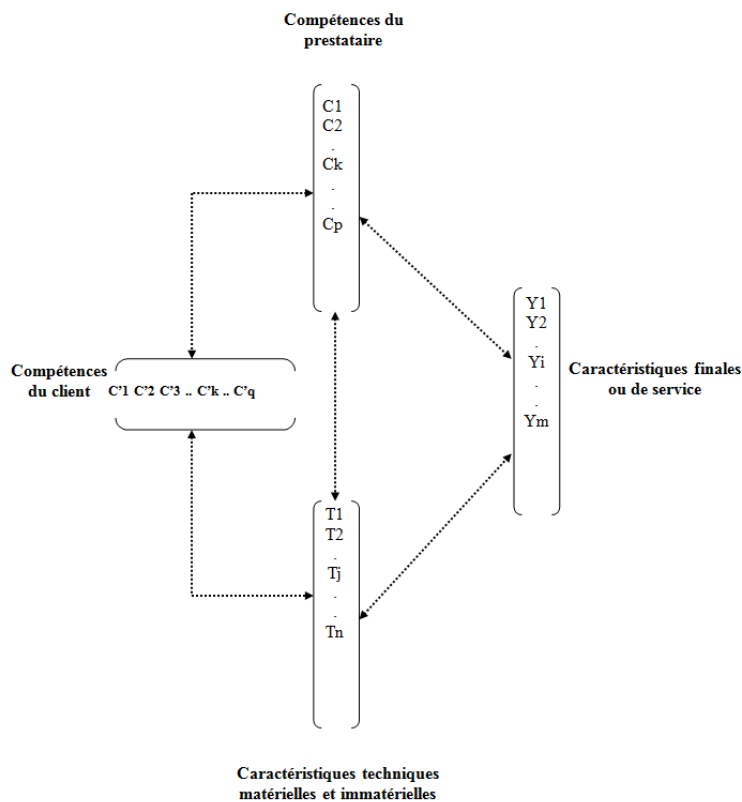 Compétences du
prestataire
C1
C2
.
Ck
.
.
Cp
Y1
Y2
.
Yi
.
.
Ym
Compétences
du client
C'1 C'2 C'3 .. C'k .. C'q
Caractéristiques finales
ou de service
T1
T2
.
Tj
.
.
Tn
Caractéristiques techniques
matérielles et immatérielles